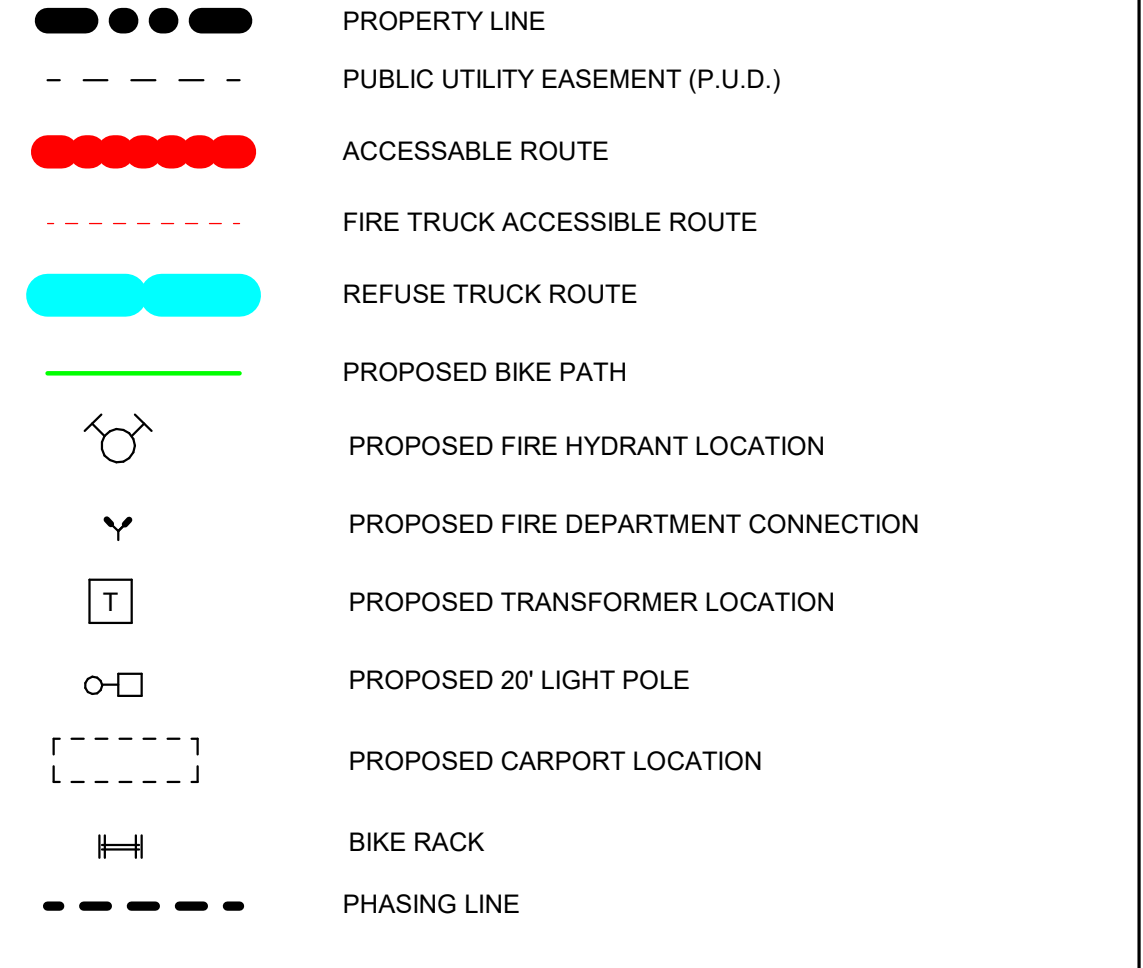 PROPERTY LINE
PUBLIC UTILITY EASEMENT (P.U.D.)
ACCESSABLE ROUTE
FIRE TRUCK ACCESSIBLE ROUTE
REFUSE TRUCK ROUTE
PROPOSED BIKE PATH
PROPOSED FIRE HYDRANT LOCATION
PROPOSED FIRE DEPARTMENT CONNECTION
T PROPOSED TRANSFORMER LOCATION
PROPOSED 20' LIGHT POLE
PROPOSED CARPORT LOCATION
BIKE RACK
PHASING LINE